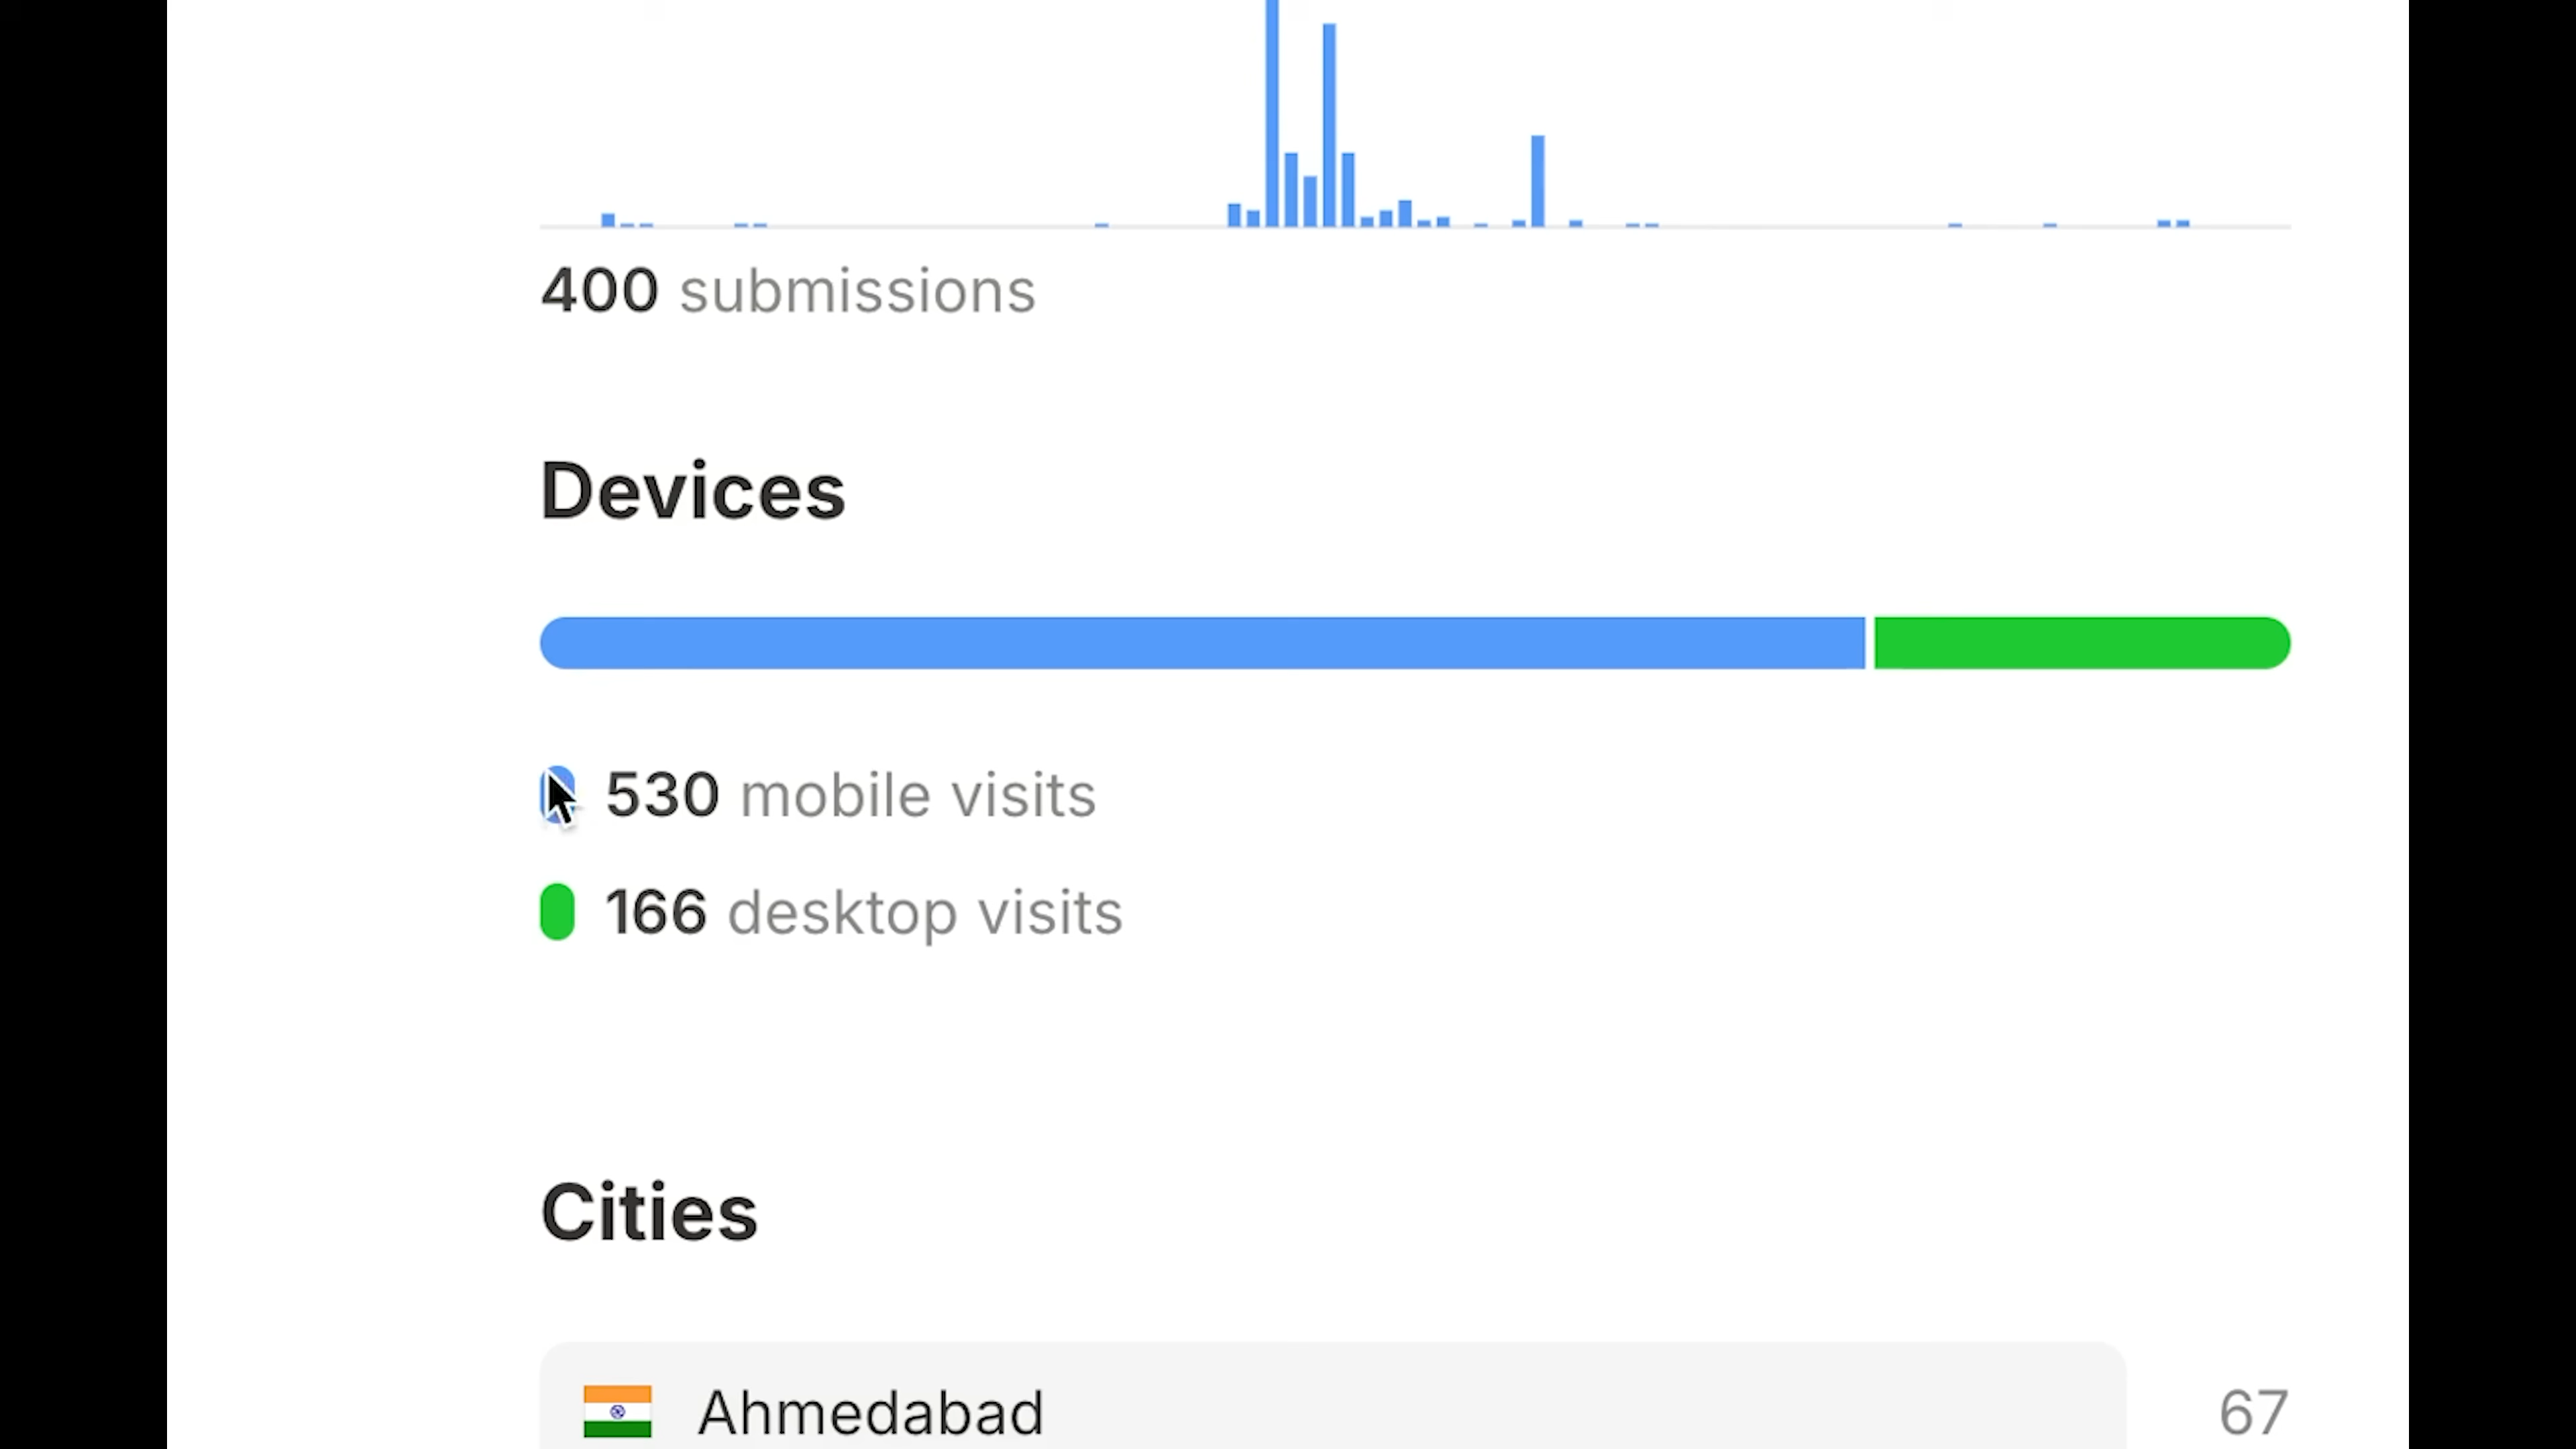 400 submissions
Devices
530 mobile visits
166 desktop visits
Cities
Ahmedabad 67